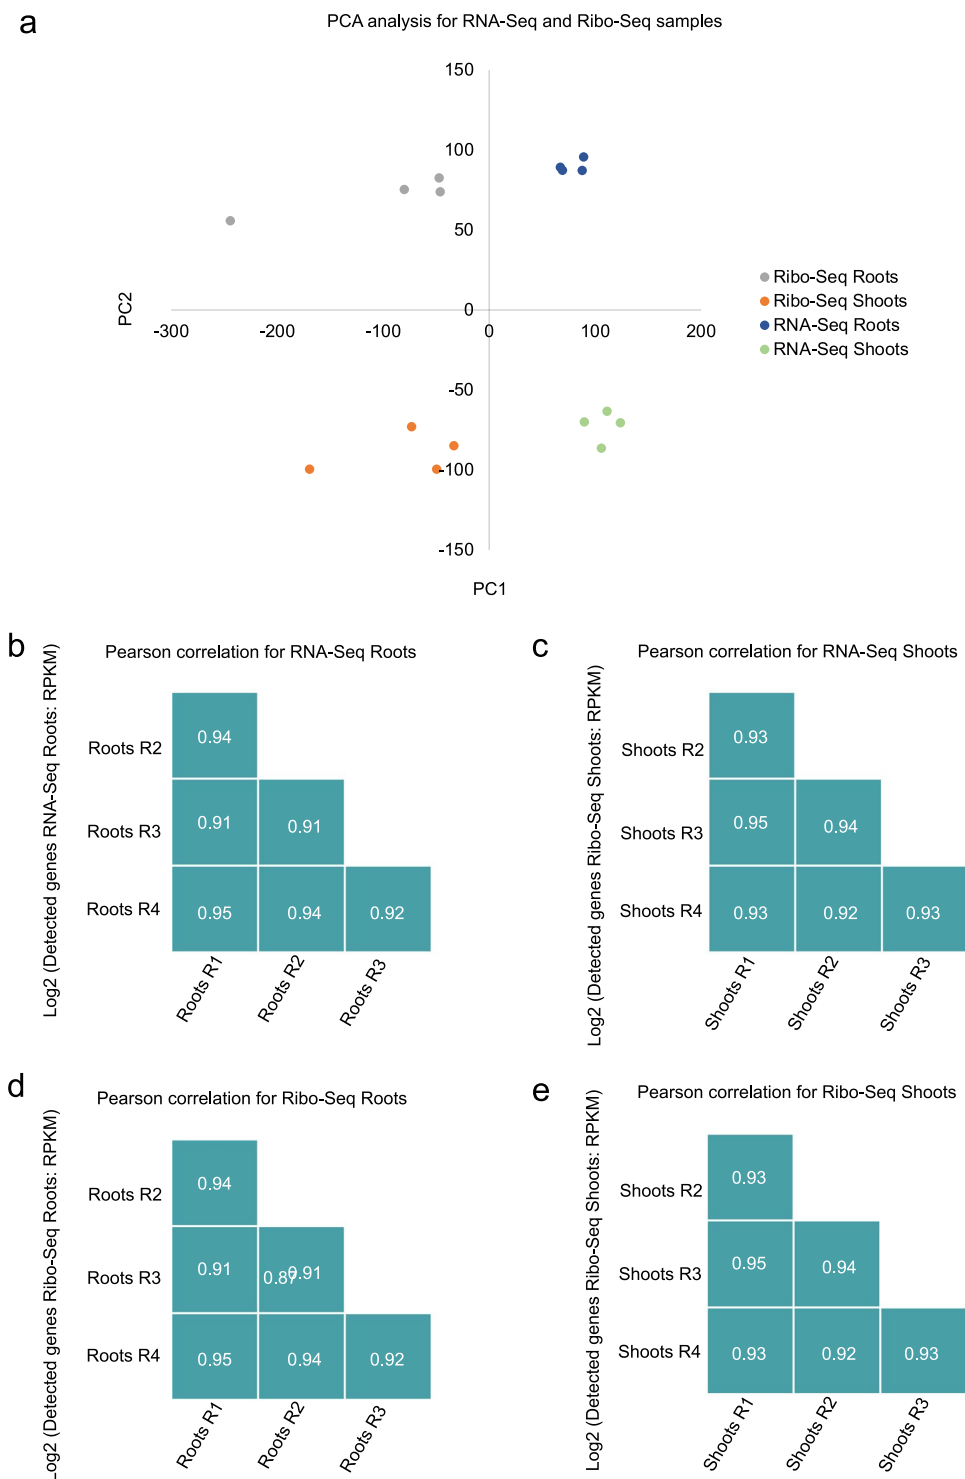 a
PCA analysis for RNA-Seq and Ribo-Seq samples
150
100
50
0
-300
-200
-100
0
100
200
-50
-100
-150
PC2
PC1
Ribo-Seq Roots
Ribo-Seq Shoots
RNA-Seq Roots
RNA-Seq Shoots
b
Pearson correlation for RNA-Seq Roots
Log2 (Detected genes RNA-Seq Roots: RPKM)
Roots R2
0.94
Roots R3
0.91
0.91
Roots R4
0.95
0.94
0.92
Roots R1
Roots R2
Roots R3
c
Pearson correlation for RNA-Seq Shoots
Log2 (Detected genes Ribo-Seq Shoots: RPKM)
Shoots R2
0.93
Shoots R3
0.95
0.94
Shoots R4
0.93
0.92
0.93
Shoots R1
Shoots R2
Shoots R3
d
Pearson correlation for Ribo-Seq Roots
Log2 (Detected genes Ribo-Seq Roots: RPKM)
Roots R2
0.94
Roots R3
0.91
0.87
0.91
Roots R4
0.95
0.94
0.92
Roots R1
Roots R2
Roots R3
e
Pearson correlation for Ribo-Seq Shoots
Log2 (Detected genes Ribo-Seq Shoots: RPKM)
Shoots R2
0.93
Shoots R3
0.95
0.94
Shoots R4
0.93
0.92
0.93
Shoots R1
Shoots R2
Shoots R3